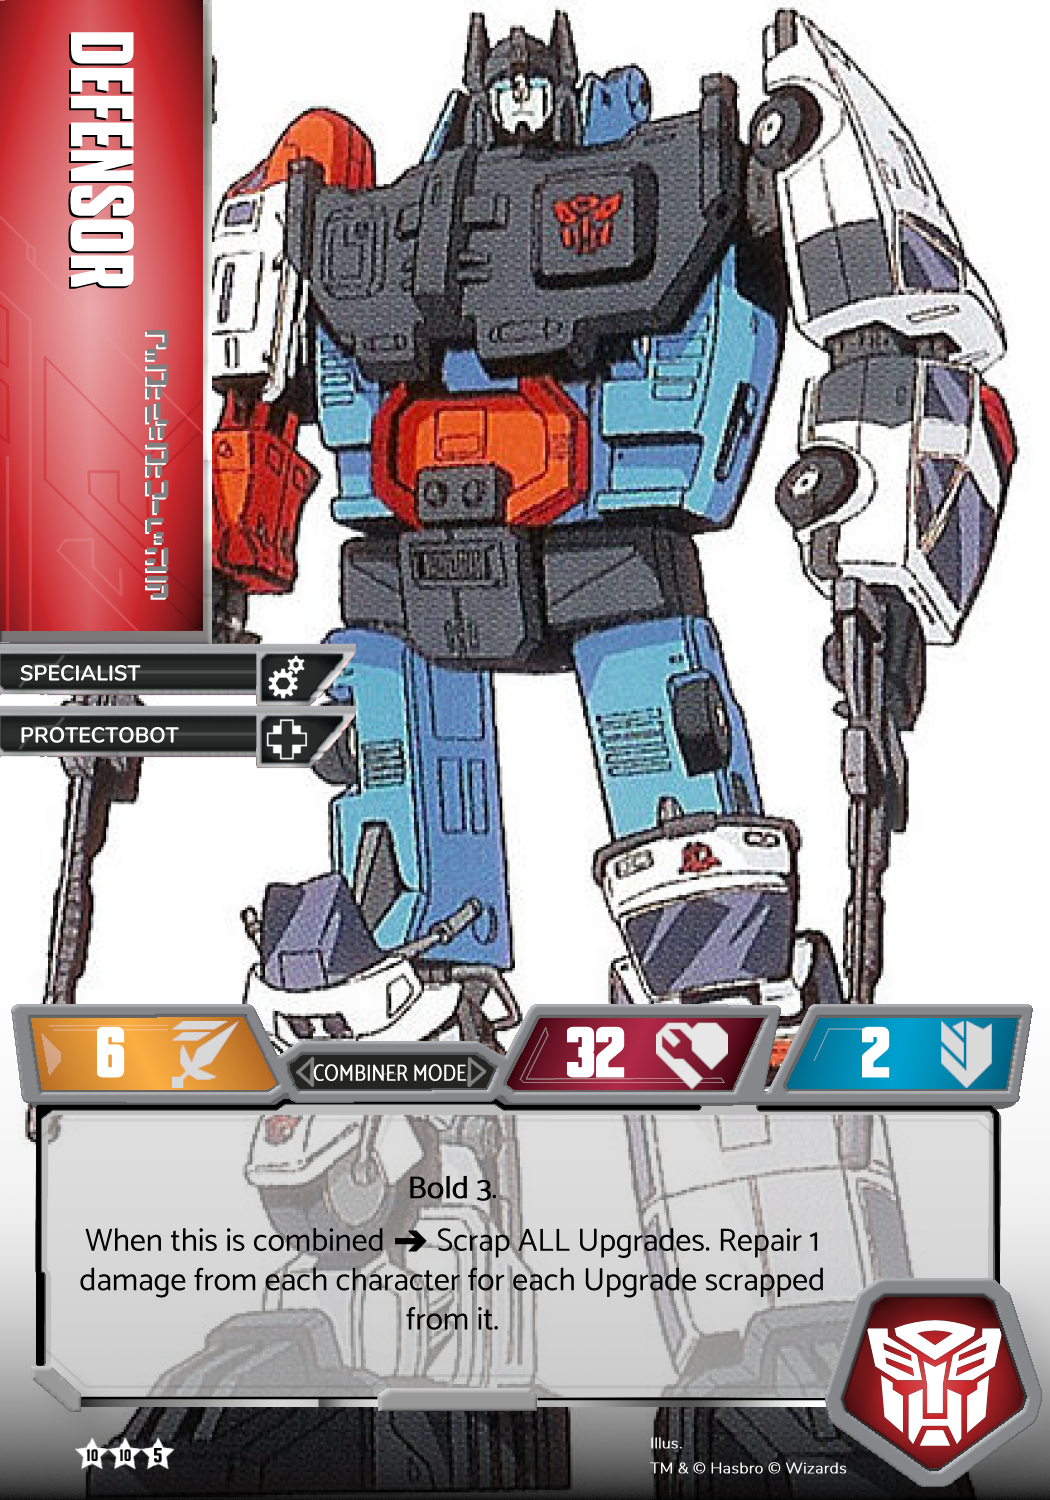 DEFENSOR
SPECIALIST
PROTECTOBOT
6
COMBINER MODE
32
2
Bold 3.
When this is combined ➔ Scrap ALL Upgrades. Repair 1
damage from each character for each Upgrade scrapped
from it.
10 10 5
Illus.
TM & © Hasbro © Wizards